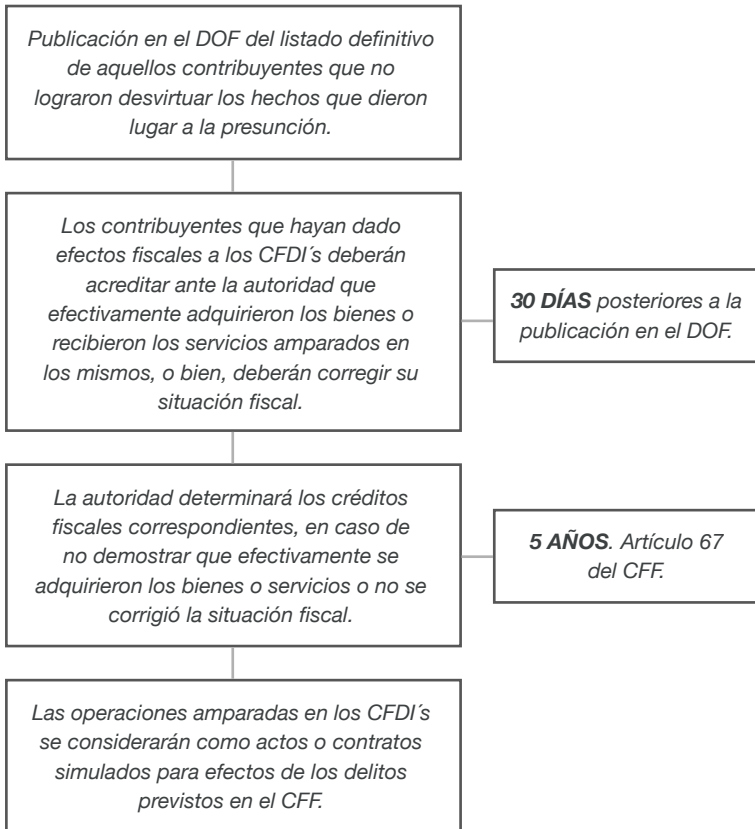 Publicación en el DOF del listado definitivo
de aquellos contribuyentes que no
lograron desvirtuar los hechos que dieron
lugar a la presunción.
Los contribuyentes que hayan dado
efectos fiscales a los CFDI´s deberán
acreditar ante la autoridad que
efectivamente adquirieron los bienes o
recibieron los servicios amparados en
los mismos, o bien, deberán corregir su
situación fiscal.
30 DÍAS posteriores a la
publicación en el DOF.
La autoridad determinará los créditos
fiscales correspondientes, en caso de
no demostrar que efectivamente se
adquirieron los bienes o servicios o no se
corrigió la situación fiscal.
5 AÑOS. Artículo 67
del CFF.
Las operaciones amparadas en los CFDI´s
se considerarán como actos o contratos
simulados para efectos de los delitos
previstos en el CFF.